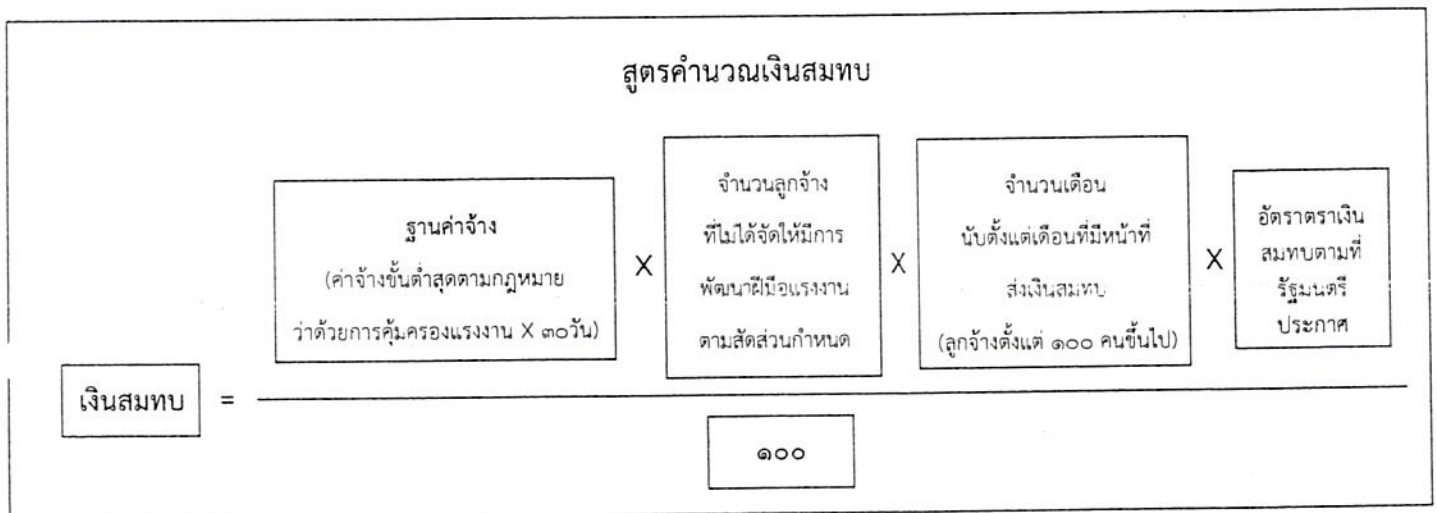 สูตรคำนวณเงินสมทบ
ฐานค่าจ้าง
(ค่าจ้างขั้นต่ำสุดตามกฎหมาย
ว่าด้วยการคุ้มครองแรงงาน X ๓๐วัน)
X
จำนวนลูกจ้าง
ที่ไม่ได้จัดให้มีการ
พัฒนาฝีมือแรงงาน
ตามสัดส่วนกำหนด
X
จำนวนเดือน
นับตั้งแต่เดือนที่มีหน้าที่
ส่งเงินสมทบ
(ลูกจ้างตั้งแต่ ๑๐๐ คนขึ้นไป)
X
อัตราตราเงิน
สมทบตามที่
รัฐมนตรี
ประกาศ
เงินสมทบ =
๑๐๐